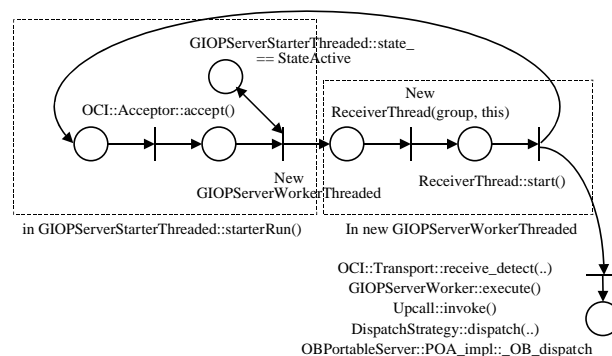 GIOPServerStarterThreaded::state_
== StateActive
OCI::Acceptor::accept()
New
ReceiverThread(group, this)
New
GIOPServerWorkerThreaded
ReceiverThread::start()
in GIOPServerStarterThreaded::starterRun()
In new GIOPServerWorkerThreaded
OCI::Transport::receive_detect(..)
GIOPServerWorker::execute()
Upcall::invoke()
DispatchStrategy::dispatch(..)
OBPortableServer::POA_impl::_OB_dispatch